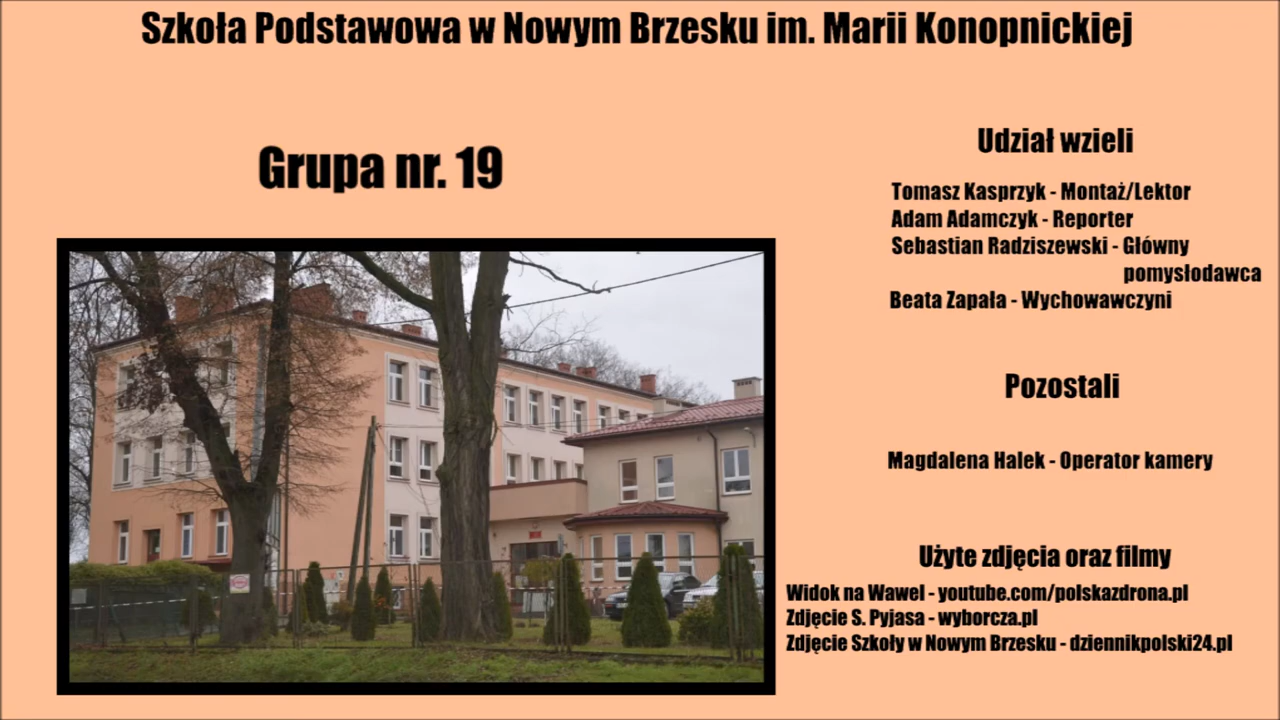 Szkoła Podstawowa w Nowym Brzesku im. Marii Konopnickiej
Grupa nr. 19
Udział wzieli
Tomasz Kasprzyk - Montaż/Lektor
Adam Adamczyk - Reporter
Sebastian Radziszewski - Główny
pomysłodawca
Beata Zapała - Wychowawczyni
Pozostali
Magdalena Halek - Operator kamery
Użyte zdjęcia oraz filmy
Widok na Wawel - youtube.com/polskazdrona.pl
Zdjęcie S. Pyjasa - wyborcza.pl
Zdjęcie Szkoły w Nowym Brzesku - dziennikpolski24.pl